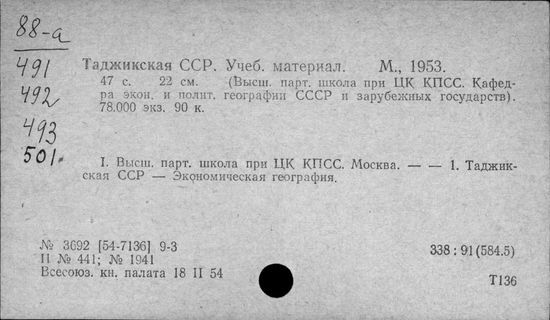 88-а
491
492
493
501.
Таджикская ССР. Учеб. материал. М., 1953.
47 с. 22 см. (Высш. парт. школа при ЦК КПСС. Кафед-
ра экон. и полит. географии СССР и зарубежных государств).
78.000 экз. 90 к.
I. Высш. парт. школа при ЦК КПСС. Москва. — — 1. Таджик-
ская ССР — Экономическая география.
№ 3692 [54-7136] 9-3
П № 441; № 1941
Всесоюз. кн. палата 18 II 54
338 : 91 (584.5)
Т136